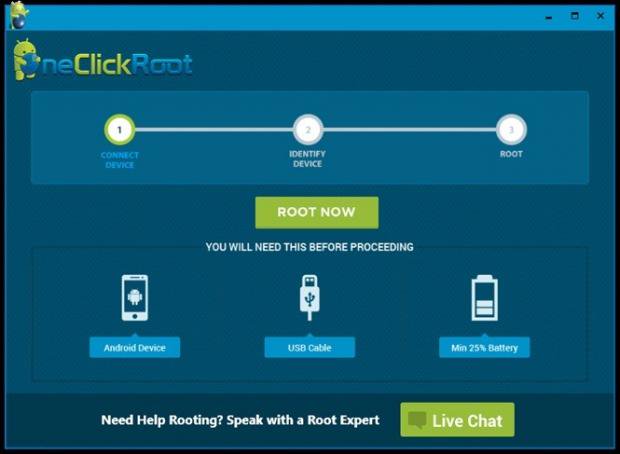 OneClickRoot
1
2
3
CONNECT
DEVICE
IDENTIFY
DEVICE
ROOT
ROOT NOW
YOU WILL NEED THIS BEFORE PROCEEDING
Android Device
USB Cable
Min 25% Battery
Need Help Rooting? Speak with a Root Expert
Live Chat